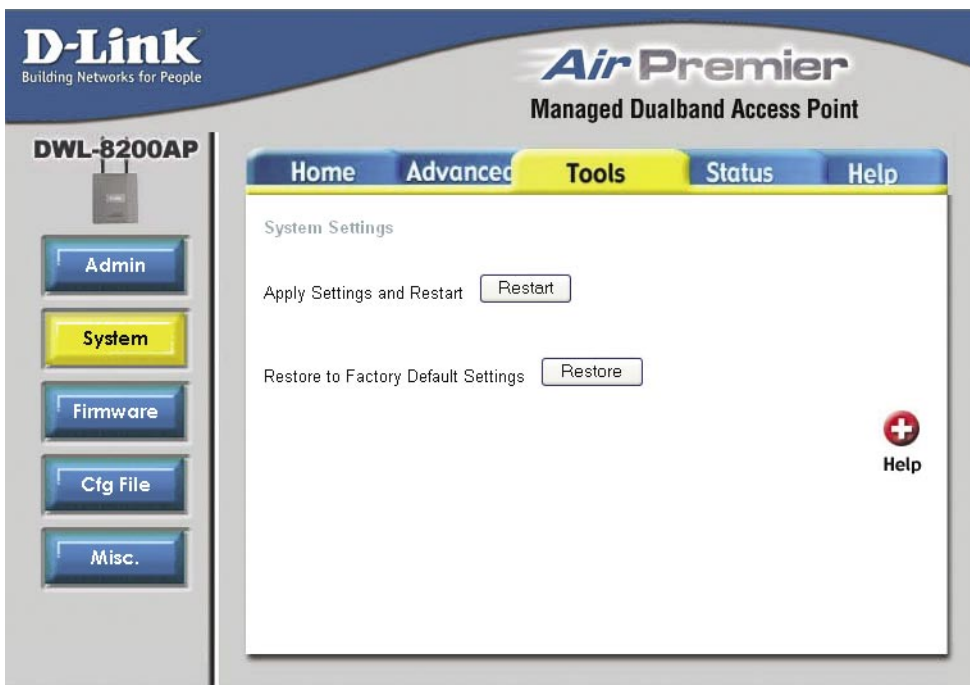 D-Link
Building Networks for People
Air Premier
Managed Dualband Access Point
DWL-8200AP
Home Advanced Tools Status Help
Admin
System
Firmware
Cfg File
Misc.
System Settings
Apply Settings and Restart Restart
Restore to Factory Default Settings Restore
Help